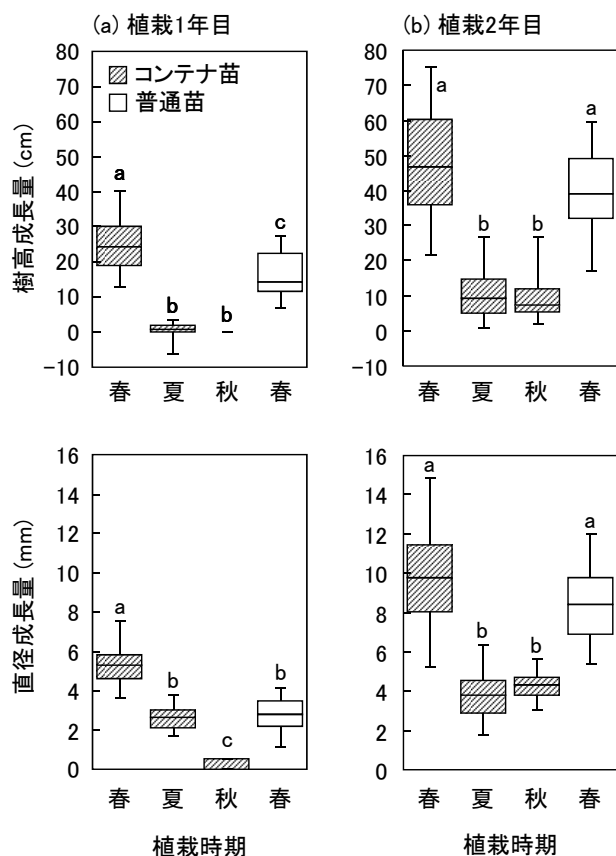 (a) 植栽1年目
(b) 植栽2年目
樹高成長量 (cm)
80
70
60
50
40
30
20
10
0
-10
コンテナ苗
普通苗
a
b
b
c
春 夏 秋 春
80
70
60
50
40
30
20
10
0
-10
a
b
b
a
春 夏 秋 春
直径成長量 (mm)
16
14
12
10
8
6
4
2
0
a
b
c
b
春 夏 秋 春
植栽時期
16
14
12
10
8
6
4
2
0
a
b
b
a
春 夏 秋 春
植栽時期